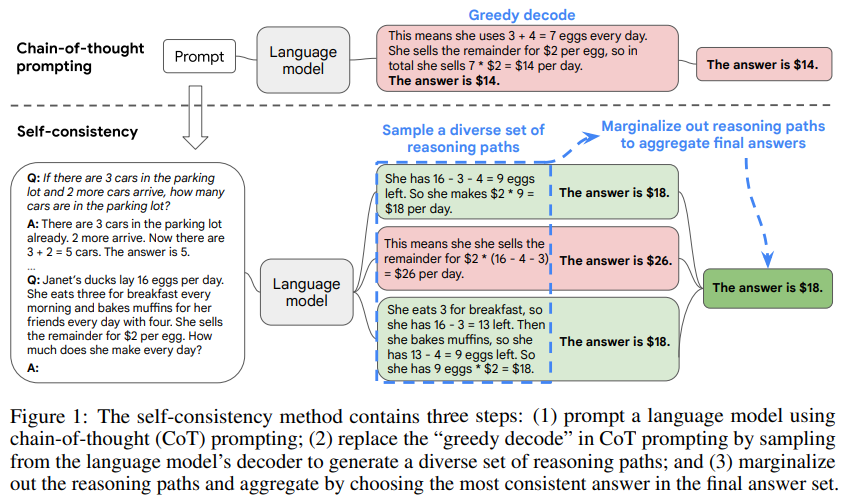 Greedy decode
Chain-of-thought
prompting
Prompt
Language
model
This means she uses 3 + 4 = 7 eggs every day.
She sells the remainder for $2 per egg, so in
total she sells 7 * $2 = $14 per day.
The answer is $14.
The answer is $14.
Self-consistency
Sample a diverse set of
reasoning paths
Marginalize out reasoning paths
to aggregate final answers
Q: If there are 3 cars in the parking
lot and 2 more cars arrive, how many
cars are in the parking lot?
A: There are 3 cars in the parking lot
already. 2 more arrive. Now there are
3 + 2 = 5 cars. The answer is 5.
...
Q: Janet's ducks lay 16 eggs per day.
She eats three for breakfast every
morning and bakes muffins for her
friends every day with four. She sells
the remainder for $2 per egg. How
much does she make every day?
A:
Language
model
She has 16 - 3 - 4 = 9 eggs
left. So she makes $2 * 9 =
$18 per day.
The answer is $18.
This means she she sells the
remainder for $2 * (16 - 4 - 3)
= $26 per day.
The answer is $26.
She eats 3 for breakfast, so
she has 16 - 3 = 13 left. Then
she bakes muffins, so she
has 13 - 4 = 9 eggs left. So
she has 9 eggs * $2 = $18.
The answer is $18.
The answer is $18.
Figure 1: The self-consistency method contains three steps: (1) prompt a language model using
chain-of-thought (CoT) prompting; (2) replace the “greedy decode” in CoT prompting by sampling
from the language model’s decoder to generate a diverse set of reasoning paths; and (3) marginalize
out the reasoning paths and aggregate by choosing the most consistent answer in the final answer set.